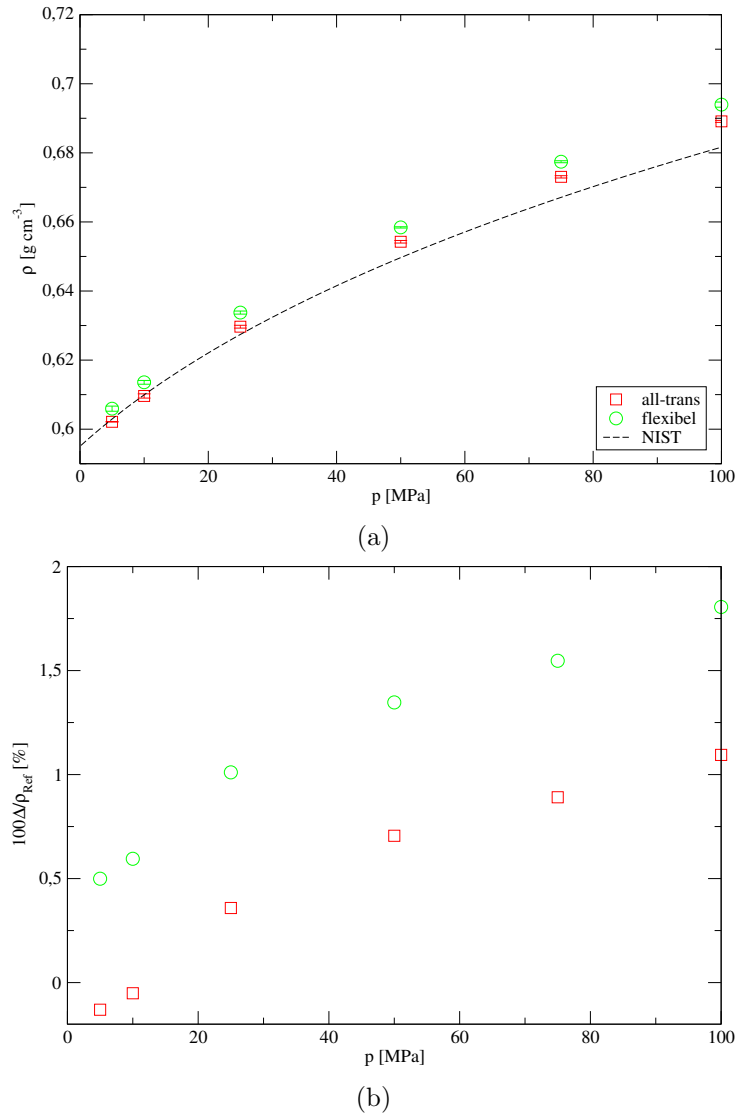 0,72
0,7
0,68
0,66
0,64
0,62
0,6
ρ [g cm⁻³]
all-trans
flexibel
NIST
0 20 40 60 80 100
p [MPa]
(a)
2
1,5
1
0,5
0
100Δ/ρRef [%]
0 20 40 60 80 100
p [MPa]
(b)